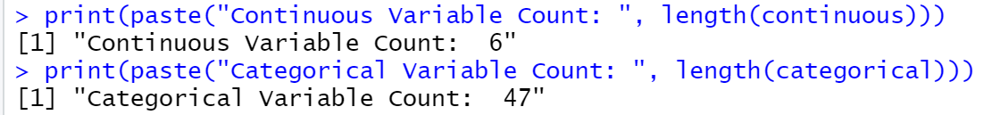 > print(paste("Continuous Variable Count: ", length(continuous)))
[1] "Continuous Variable Count:  6"
> print(paste("Categorical Variable Count: ", length(categorical)))
[1] "Categorical Variable Count:  47"